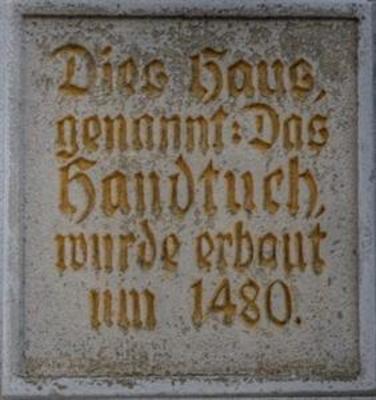 Dies Haus,
genannt: Das
Handtuch,
wurde erbaut
um 1480.